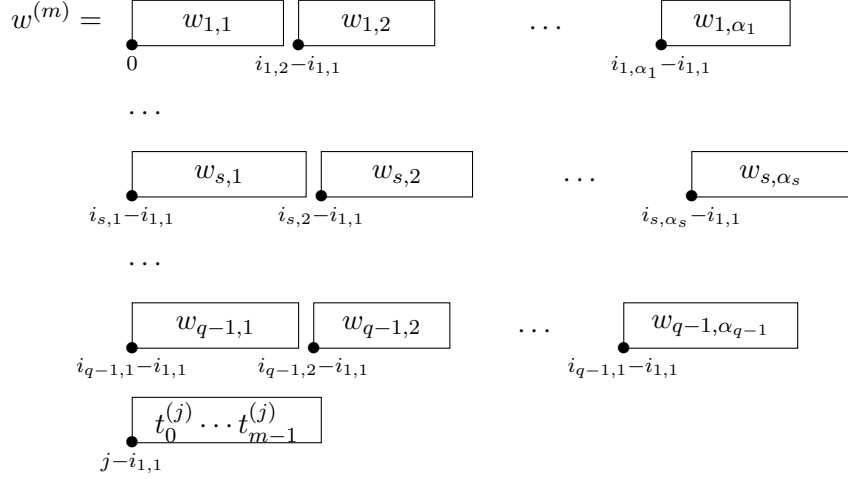 w^{(m)} = w_{1,1} w_{1,2} … w_{1,α_1}
0 i_{1,2}−i_{1,1} i_{1,α_1}−i_{1,1}
…
w_{s,1} w_{s,2} … w_{s,α_s}
i_{s,1}−i_{1,1} i_{s,2}−i_{1,1} i_{s,α_s}−i_{1,1}
…
w_{q−1,1} w_{q−1,2} … w_{q−1,α_{q−1}}
i_{q−1,1}−i_{1,1} i_{q−1,2}−i_{1,1} i_{q−1,1}−i_{1,1}
t_0^{(j)} ⋯ t_{m−1}^{(j)}
j−i_{1,1}